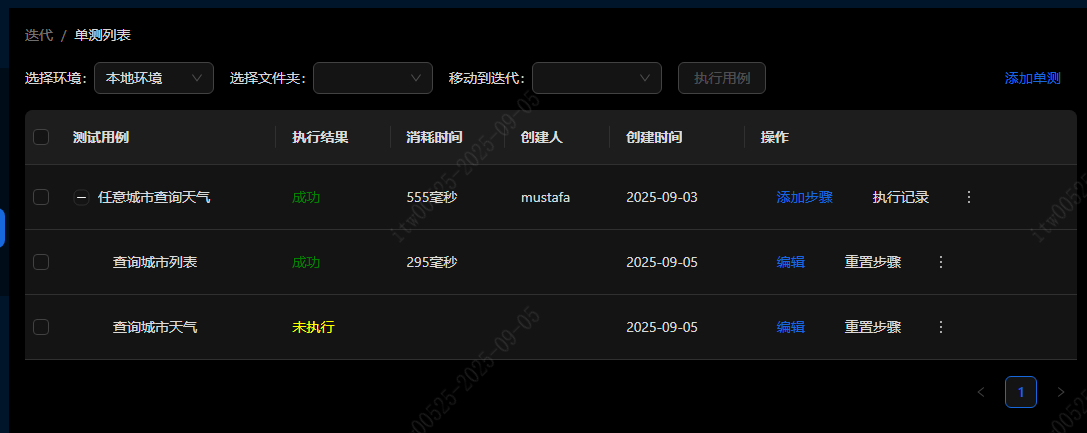 迭代 / 单测列表
选择环境: 本地环境 选择文件夹: 移动到迭代: 执行用例 添加单测
测试用例 执行结果 消耗时间 创建人 创建时间 操作
任意城市查询天气 成功 555毫秒 mustafa 2025-09-03 添加步骤 执行记录
查询城市列表 成功 295毫秒 2025-09-05 编辑 重置步骤
查询城市天气 未执行 2025-09-05 编辑 重置步骤
1
itw00525-2025-09-05
itw00525-2025-09-05